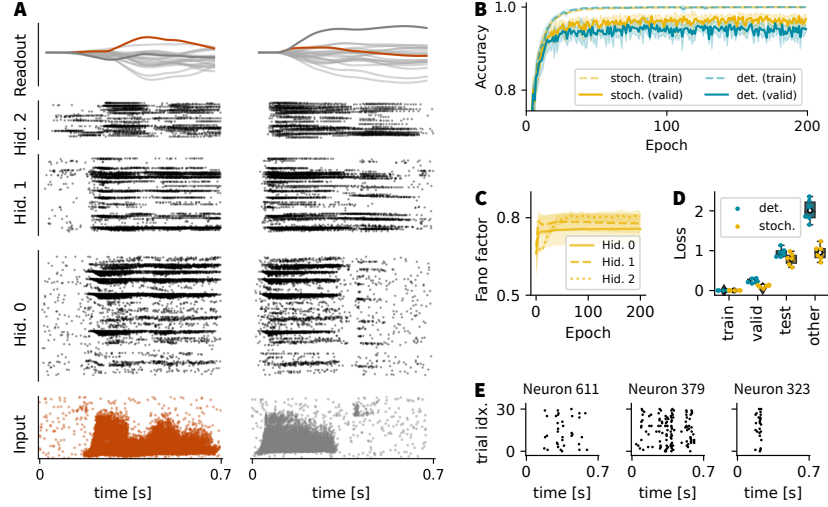 A
Readout
Hid. 2
Hid. 1
Hid. 0
Input
0
0.7
0
0.7
time [s]
time [s]
B
Accuracy
1.0
0.8
stoch. (train)
det. (train)
stoch. (valid)
det. (valid)
0
100
200
Epoch
C
Fano factor
0.8
0.5
Hid. 0
Hid. 1
Hid. 2
0
200
Epoch
D
Loss
2
1
0
det.
stoch.
train
valid
test
other
E
Neuron 611
Neuron 379
Neuron 323
trial idx.
30
0
0
0.7
0
0.7
0
0.7
time [s]
time [s]
time [s]